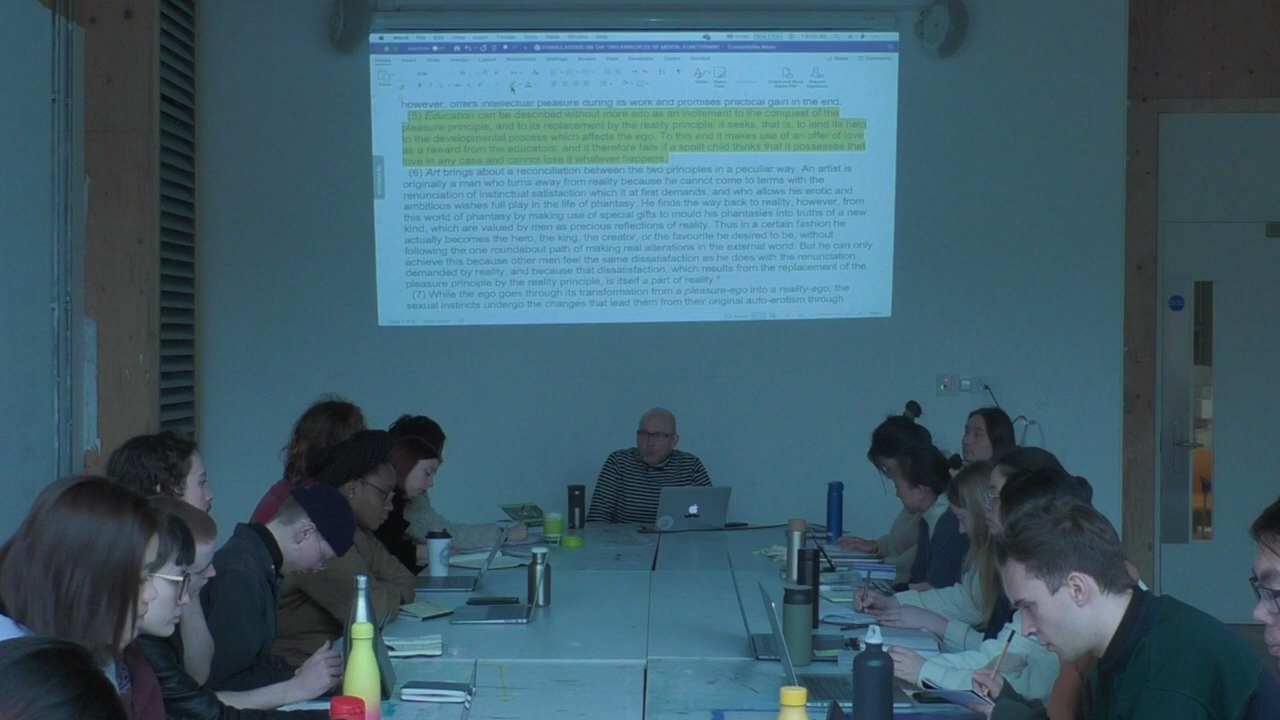 FORMULATIONS ON THE TWO PRINCIPLES OF MENTAL FUNCTIONING - Compatibility Mode
however, offers intellectual pleasure during its work and promises practical gain in the end.
(5) Education can be described without more ado as an incitement to the conquest of the
pleasure principle, and to its replacement by the reality principle; it seeks, that is, to lend its help
to the developmental process which affects the ego. To this end it makes use of an offer of love
as a reward from the educators; and it therefore fails if a spoilt child thinks that it possesses that
love in any case and cannot lose it whatever happens.
(6) Art brings about a reconciliation between the two principles in a peculiar way. An artist is
originally a man who turns away from reality because he cannot come to terms with the
renunciation of instinctual satisfaction which it at first demands, and who allows his erotic and
ambitious wishes full play in the life of phantasy. He finds the way back to reality, however, from
this world of phantasy by making use of special gifts to mould his phantasies into truths of a new
kind, which are valued by men as precious reflections of reality. Thus in a certain fashion he
actually becomes the hero, the king, the creator, or the favourite he desired to be, without
following the one roundabout path of making real alterations in the external world. But he can only
achieve this because other men feel the same dissatisfaction as he does with the renunciation
demanded by reality, and because that dissatisfaction, which results from the replacement of the
pleasure principle by the reality principle, is itself a part of reality.
(7) While the ego goes through its transformation from a pleasure-ego into a reality-ego, the
sexual instincts undergo the changes that lead them from their original auto-erotism through